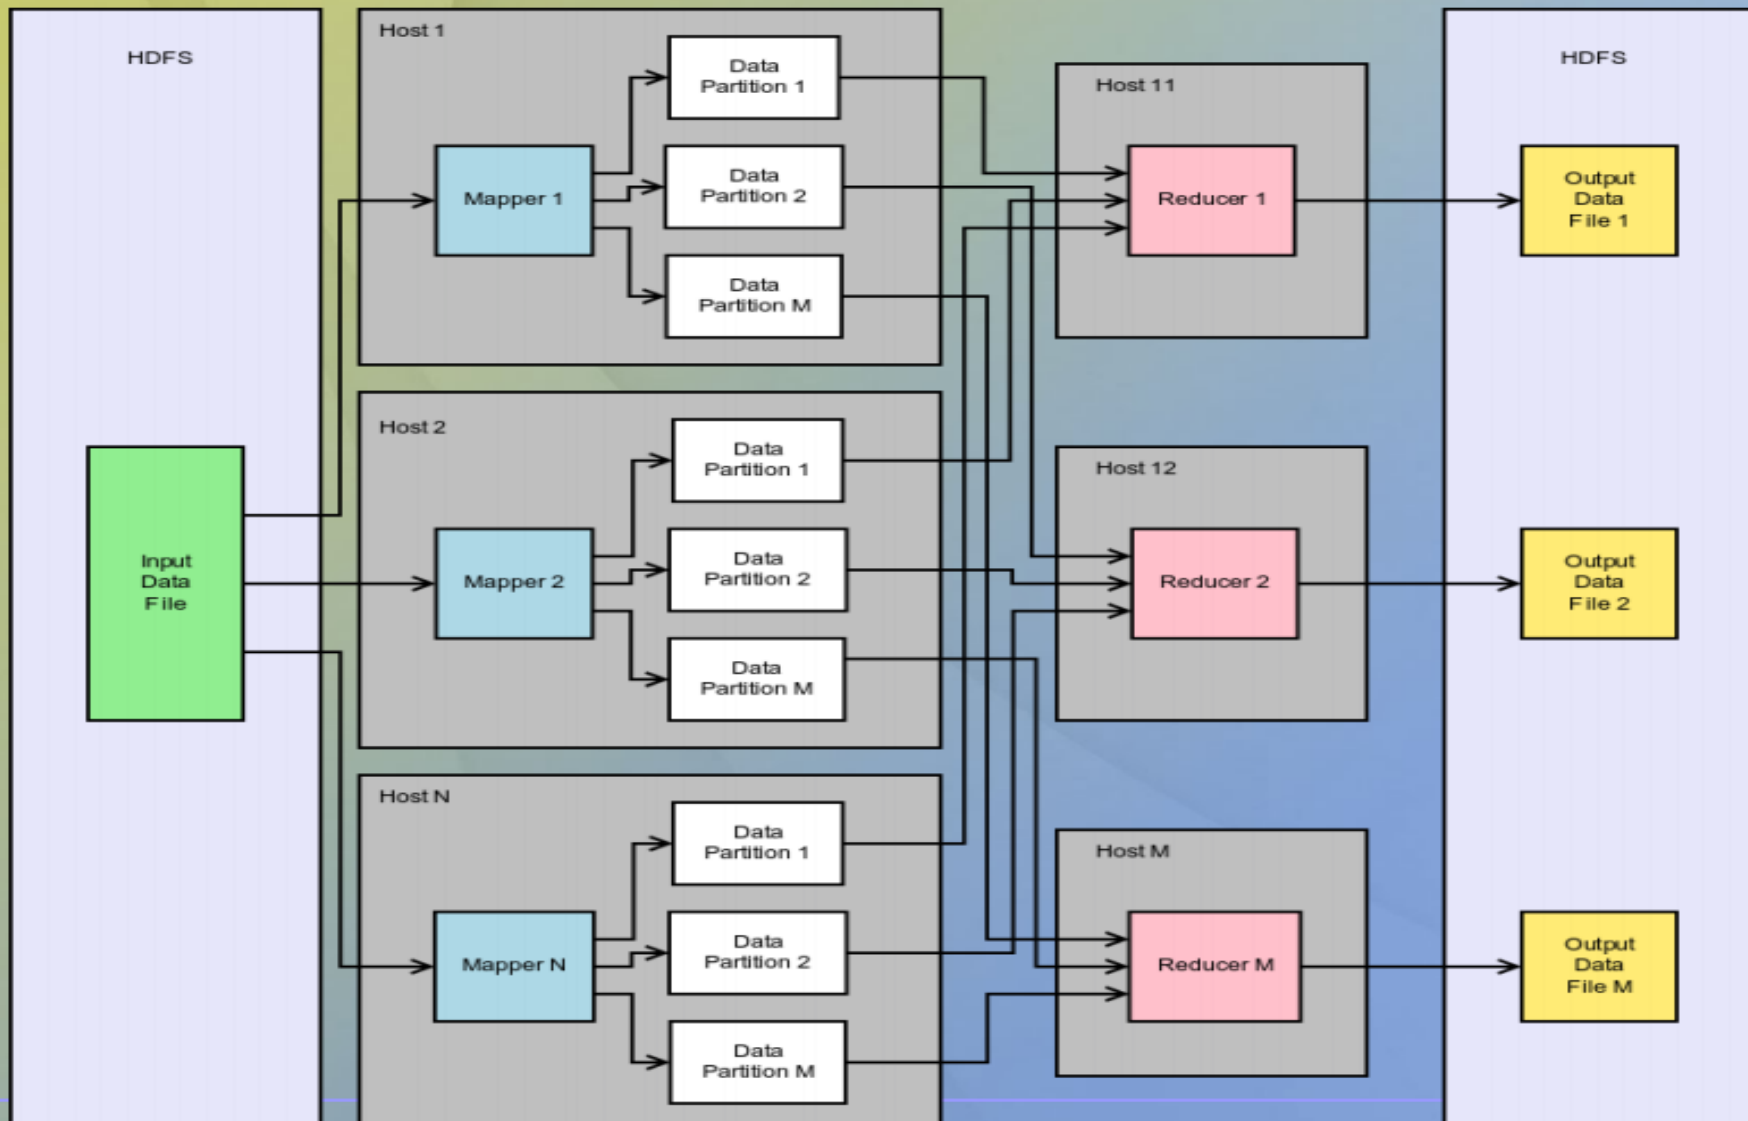 HDFS
Input
Data
File
Host 1
Mapper 1
Data
Partition 1
Data
Partition 2
Data
Partition M
Host 2
Mapper 2
Data
Partition 1
Data
Partition 2
Data
Partition M
Host N
Mapper N
Data
Partition 1
Data
Partition 2
Data
Partition M
Host 11
Reducer 1
Host 12
Reducer 2
Host M
Reducer M
HDFS
Output
Data
File 1
Output
Data
File 2
Output
Data
File M